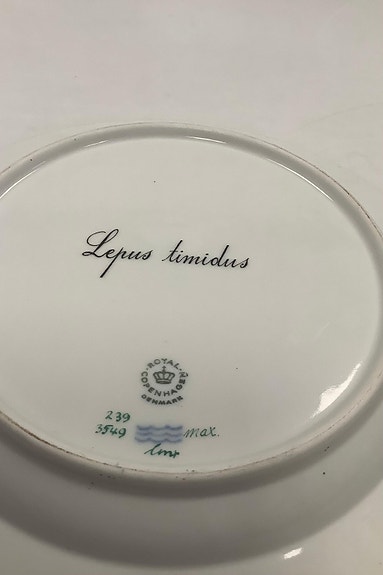 Lepus timidus
ROYAL
COPENHAGEN
DENMARK
239
3549 max.